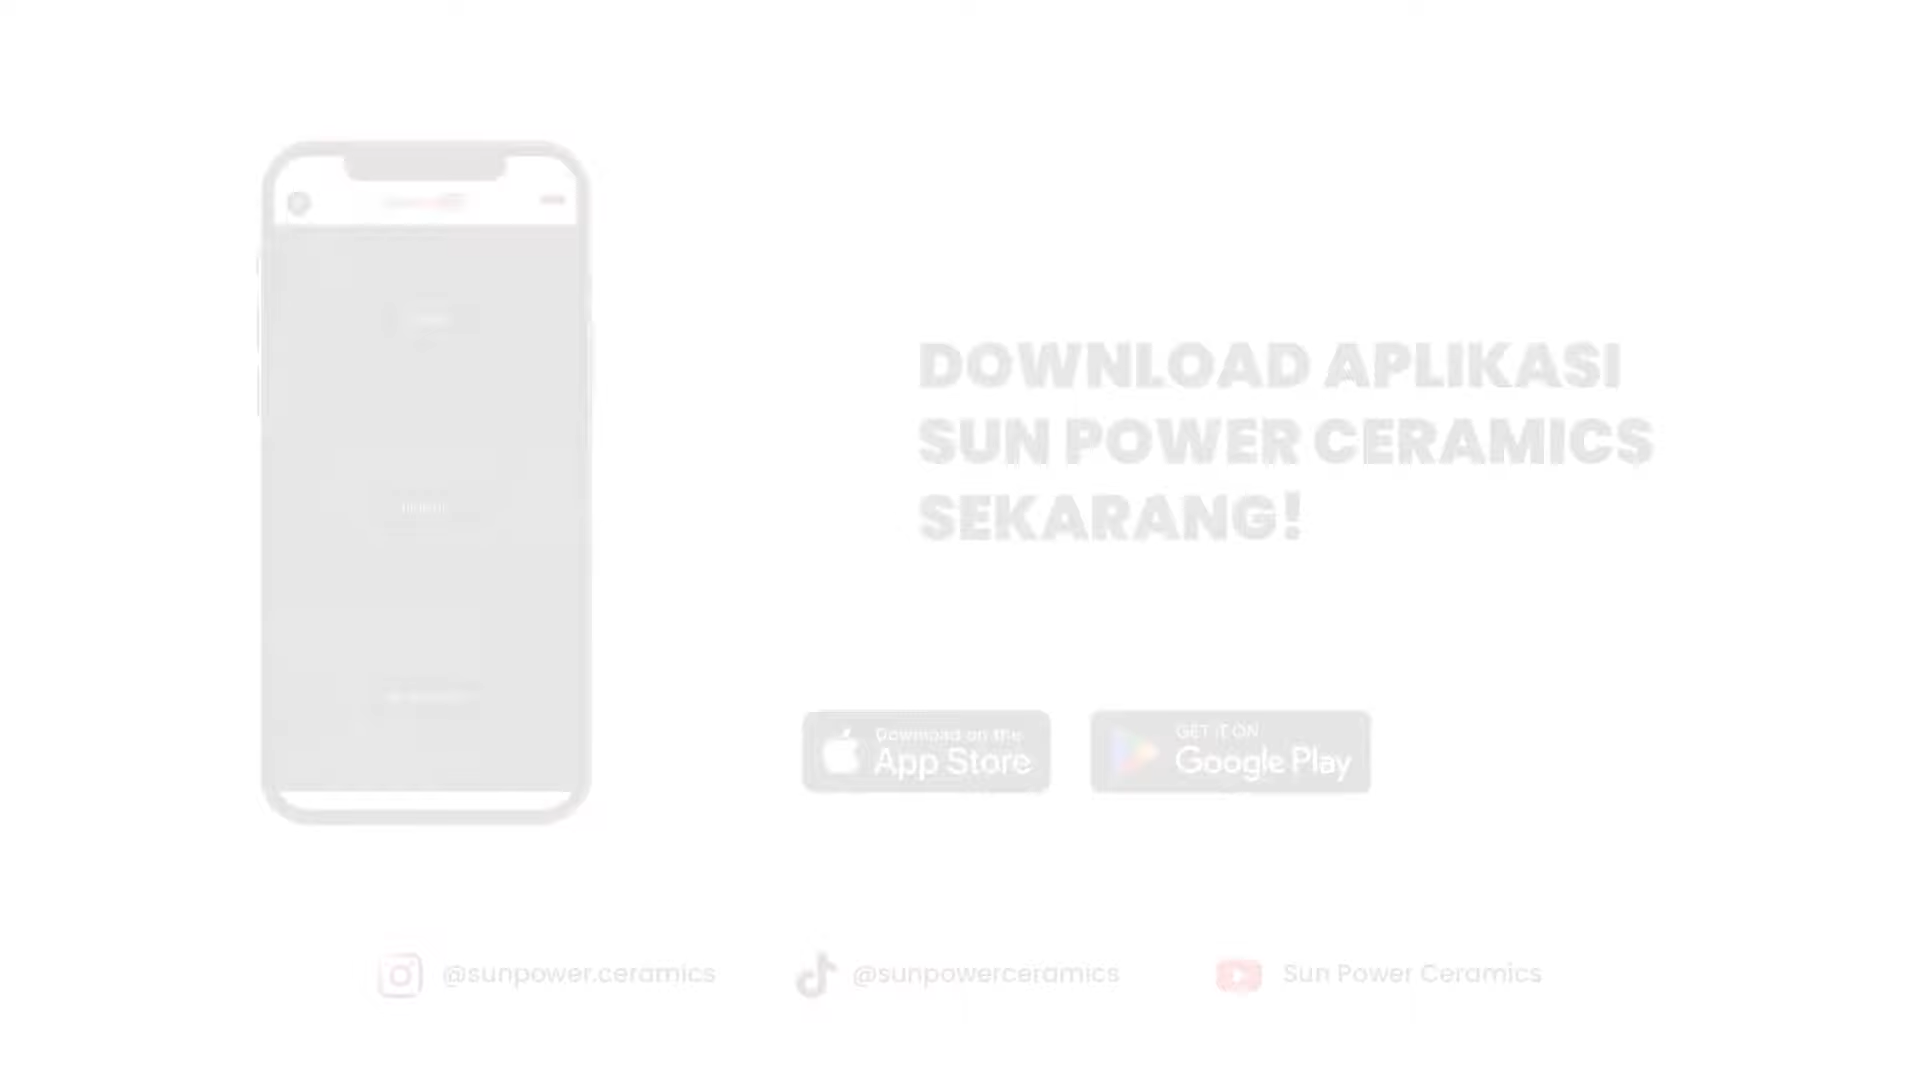 DOWNLOAD APLIKASI
SUN POWER CERAMICS
SEKARANG!
Download on the
App Store
GET IT ON
Google Play
@sunpower.ceramics
@sunpowerceramics
Sun Power Ceramics